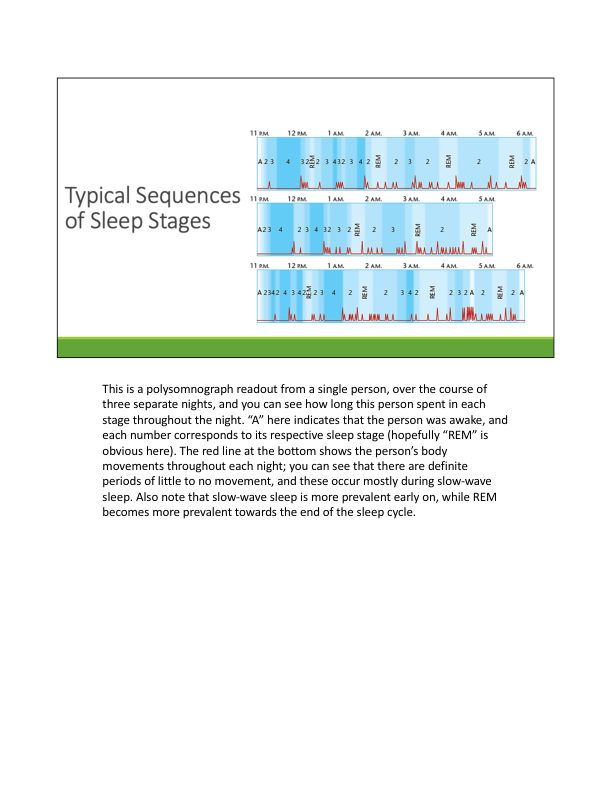 Typical Sequences
of Sleep Stages
11 P.M. 12 P.M. 1 A.M. 2 A.M. 3 A.M. 4 A.M. 5 A.M. 6 A.M.
A 2 3 4 3 2 REM 2 3 4 3 2 3 4 2 REM 2 3 2 REM 2 REM 2 A
11 P.M. 12 P.M. 1 A.M. 2 A.M. 3 A.M. 4 A.M. 5 A.M.
A 2 3 4 2 3 4 3 2 3 2 REM 2 3 REM 2 REM A
11 P.M. 12 P.M. 1 A.M. 2 A.M. 3 A.M. 4 A.M. 5 A.M. 6 A.M.
A 2 3 4 2 4 3 4 2 REM 2 3 4 2 REM 2 3 2 REM 2 3 2 A 2 REM 2 A
This is a polysomnograph readout from a single person, over the course of
three separate nights, and you can see how long this person spent in each
stage throughout the night. “A” here indicates that the person was awake, and
each number corresponds to its respective sleep stage (hopefully “REM” is
obvious here). The red line at the bottom shows the person’s body
movements throughout each night; you can see that there are definite
periods of little to no movement, and these occur mostly during slow-wave
sleep. Also note that slow-wave sleep is more prevalent early on, while REM
becomes more prevalent towards the end of the sleep cycle.